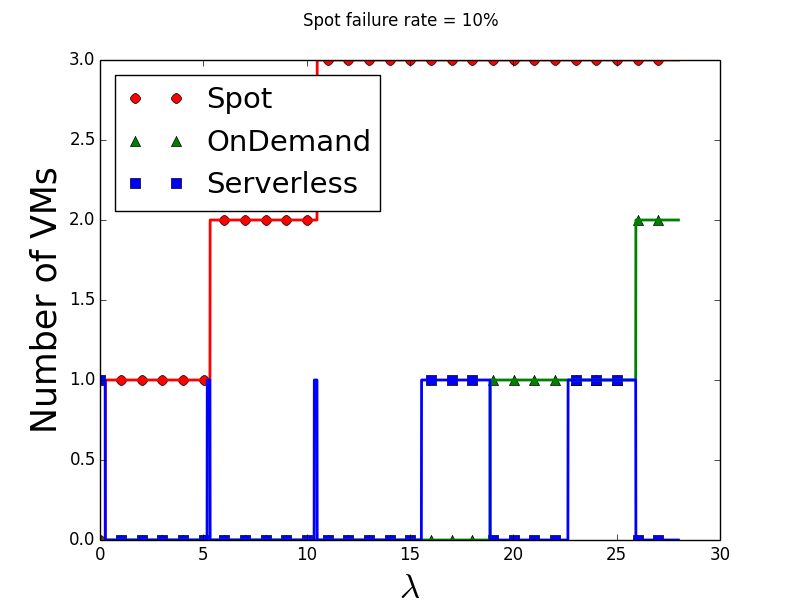 Spot failure rate = 10%
3.0
2.5
2.0
1.5
1.0
0.5
0.0
Number of VMs
Spot
OnDemand
Serverless
0 5 10 15 20 25 30
λ